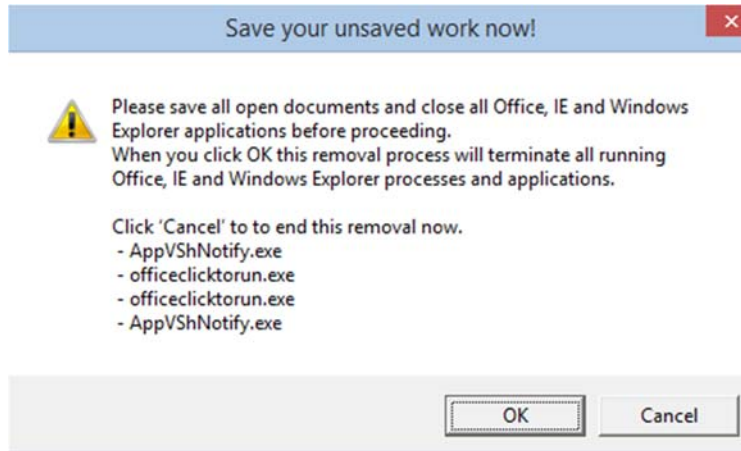 Save your unsaved work now!
Please save all open documents and close all Office, IE and Windows
Explorer applications before proceeding.
When you click OK this removal process will terminate all running
Office, IE and Windows Explorer processes and applications.
Click 'Cancel' to to end this removal now.
- AppVShNotify.exe
- officeclicktorun.exe
- officeclicktorun.exe
- AppVShNotify.exe
OK Cancel